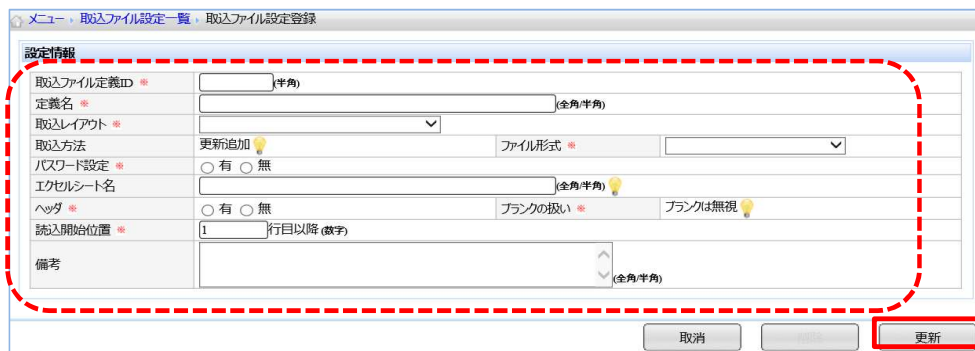 メニュー › 取込ファイル設定一覧 › 取込ファイル設定登録
設定情報
取込ファイル定義ID ※ (半角)
定義名 ※ (全角/半角)
取込レイアウト ※
取込方法 更新追加 ファイル形式 ※
パスワード設定 ※ 有 無
エクセルシート名 (全角/半角)
ヘッダ ※ 有 無 ブランクの扱い ※ ブランクは無視
読込開始位置 ※ 1 行目以降 (数字)
備考 (全角/半角)
取消 更新